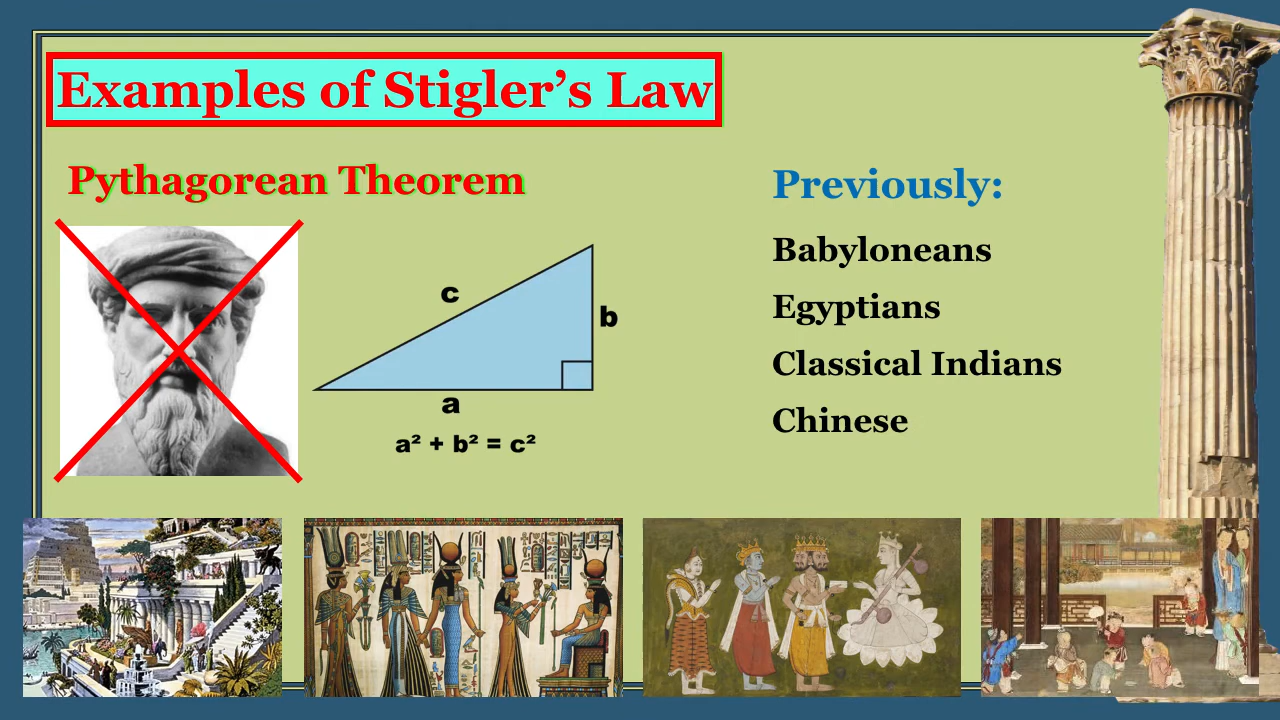 Examples of Stigler’s Law
Pythagorean Theorem
c
b
a
a² + b² = c²
Previously:
Babyloneans
Egyptians
Classical Indians
Chinese